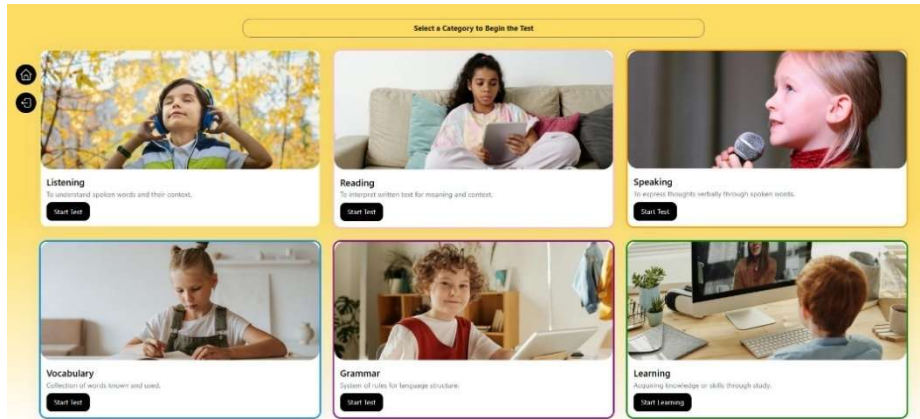 Select a Category to Begin the Test
Listening
To understand spoken words and their context.
Start Test
Reading
To interpret written text for meaning and context.
Start Test
Speaking
To express thoughts verbally through spoken words.
Start Test
Vocabulary
Collection of words known and used.
Start Test
Grammar
System of rules for language structure.
Start Test
Learning
Acquiring knowledge or skills through study.
Start Learning